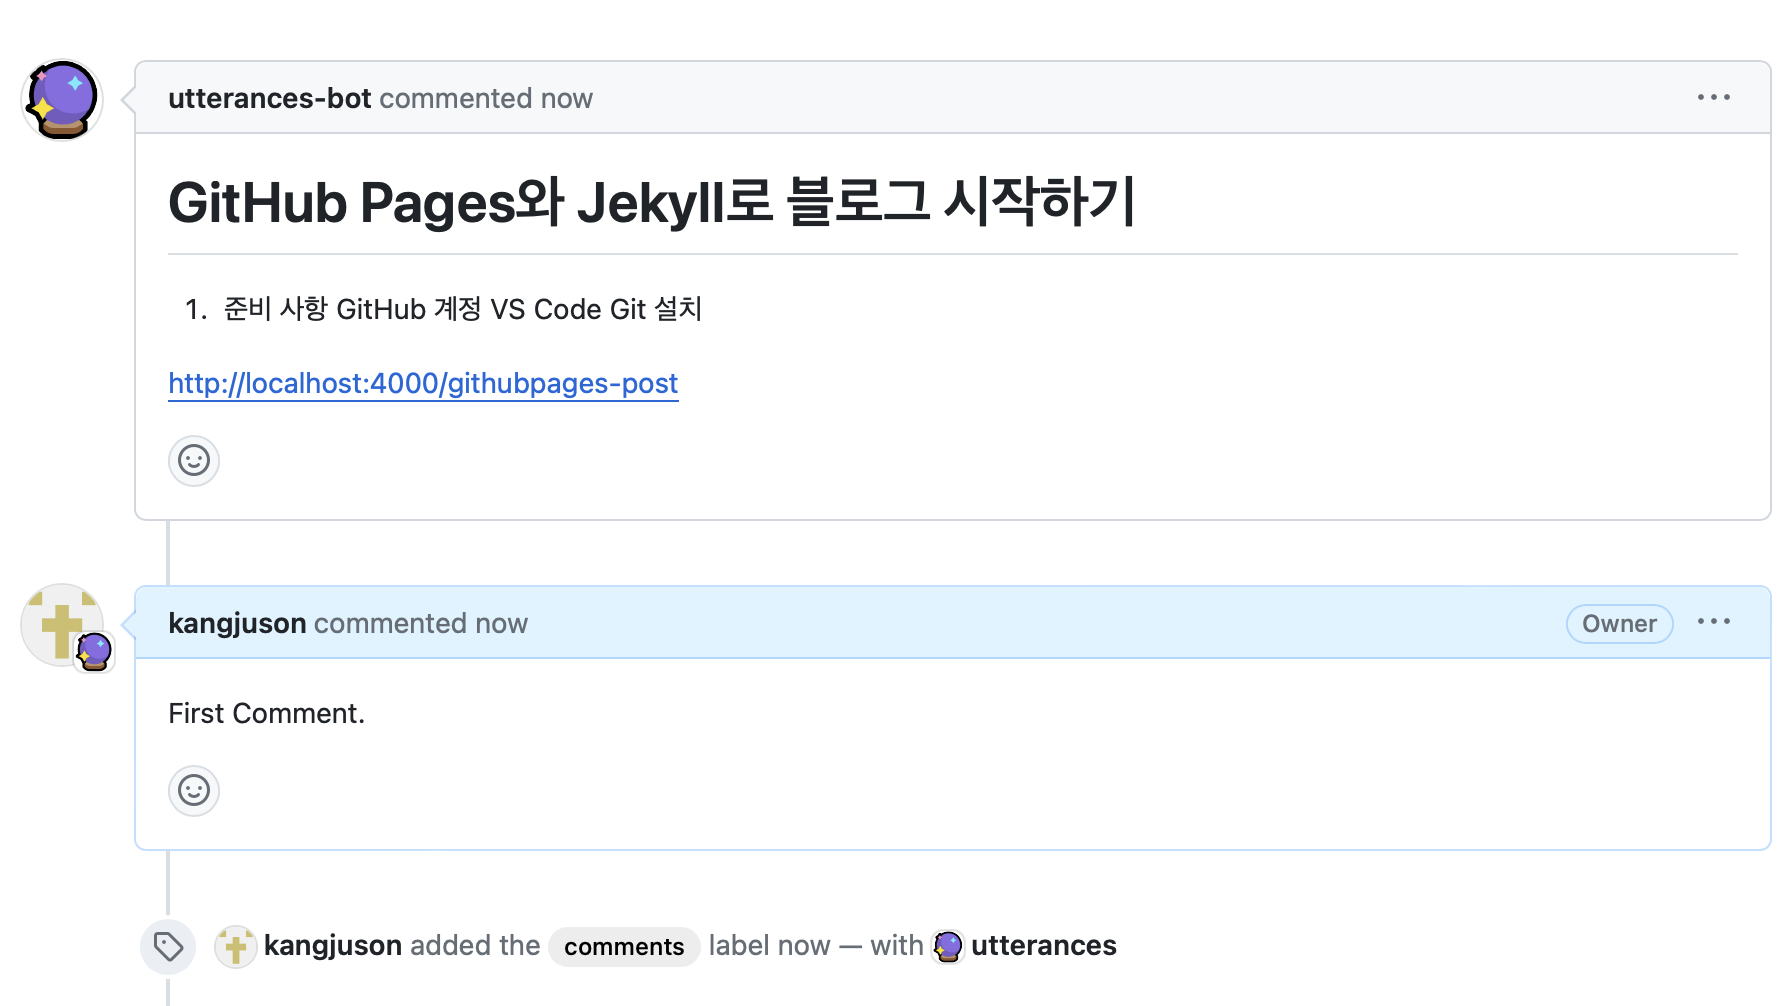 utterances-bot commented now
GitHub Pages와 Jekyll로 블로그 시작하기
1. 준비 사항 GitHub 계정 VS Code Git 설치
http://localhost:4000/githubpages-post
kangjuson commented now Owner
First Comment.
kangjuson added the comments label now — with utterances